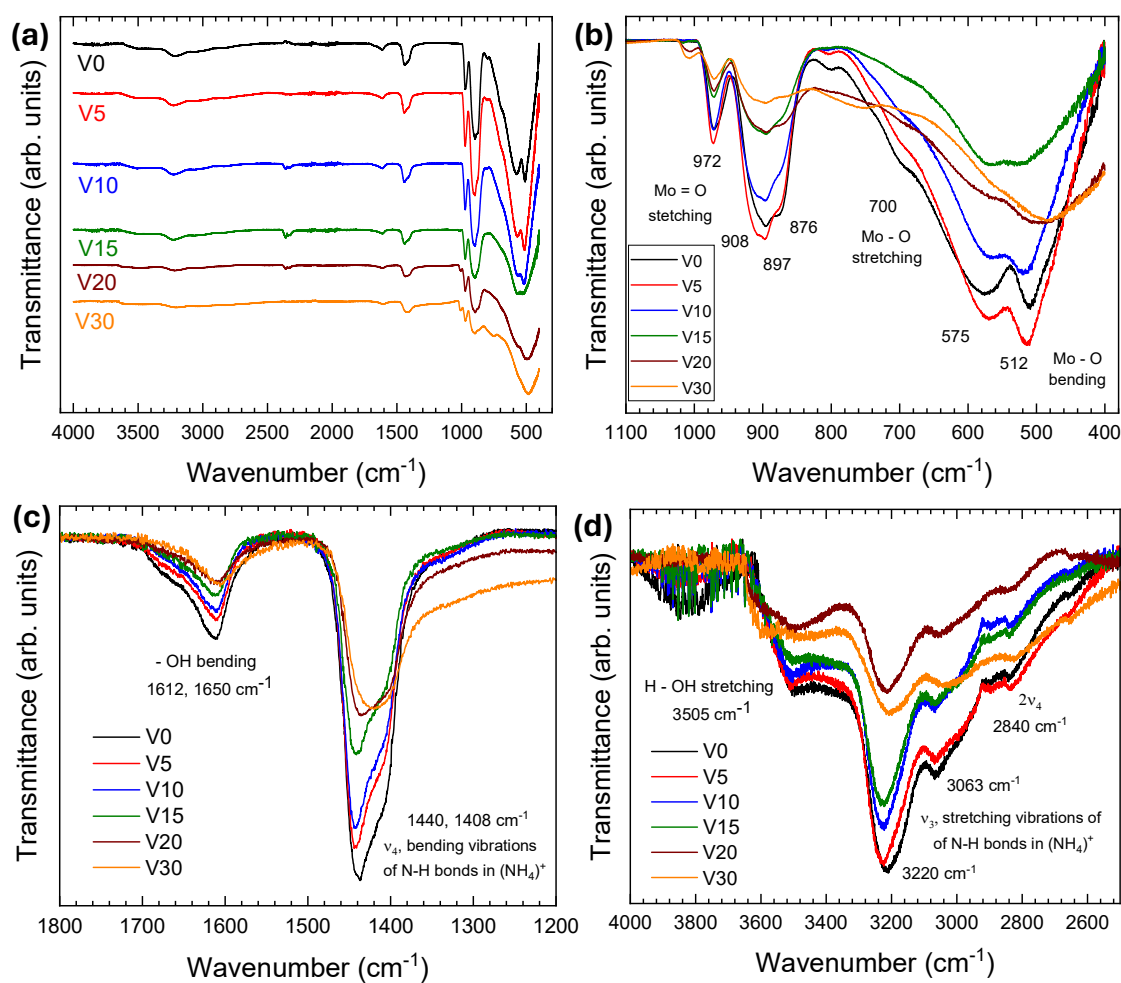 (a)
V0
V5
V10
V15
V20
V30
Transmittance (arb. units)
4000 3500 3000 2500 2000 1500 1000 500
Wavenumber (cm⁻¹)
(b)
972
Mo = O
stetching
908
897
876
700
Mo - O
stretching
575
512
Mo - O
bending
V0
V5
V10
V15
V20
V30
Transmittance (arb. units)
1100 1000 900 800 700 600 500 400
Wavenumber (cm⁻¹)
(c)
- OH bending
1612, 1650 cm⁻¹
V0
V5
V10
V15
V20
V30
1440, 1408 cm⁻¹
ν₄, bending vibrations
of N-H bonds in (NH₄)⁺
Transmittance (arb. units)
1800 1700 1600 1500 1400 1300 1200
Wavenumber (cm⁻¹)
(d)
H - OH stretching
3505 cm⁻¹
2ν₄
2840 cm⁻¹
3063 cm⁻¹
ν₃, stretching vibrations of
of N-H bonds in (NH₄)⁺
3220 cm⁻¹
V0
V5
V10
V15
V20
V30
Transmittance (arb. units)
4000 3800 3600 3400 3200 3000 2800 2600
Wavenumber (cm⁻¹)